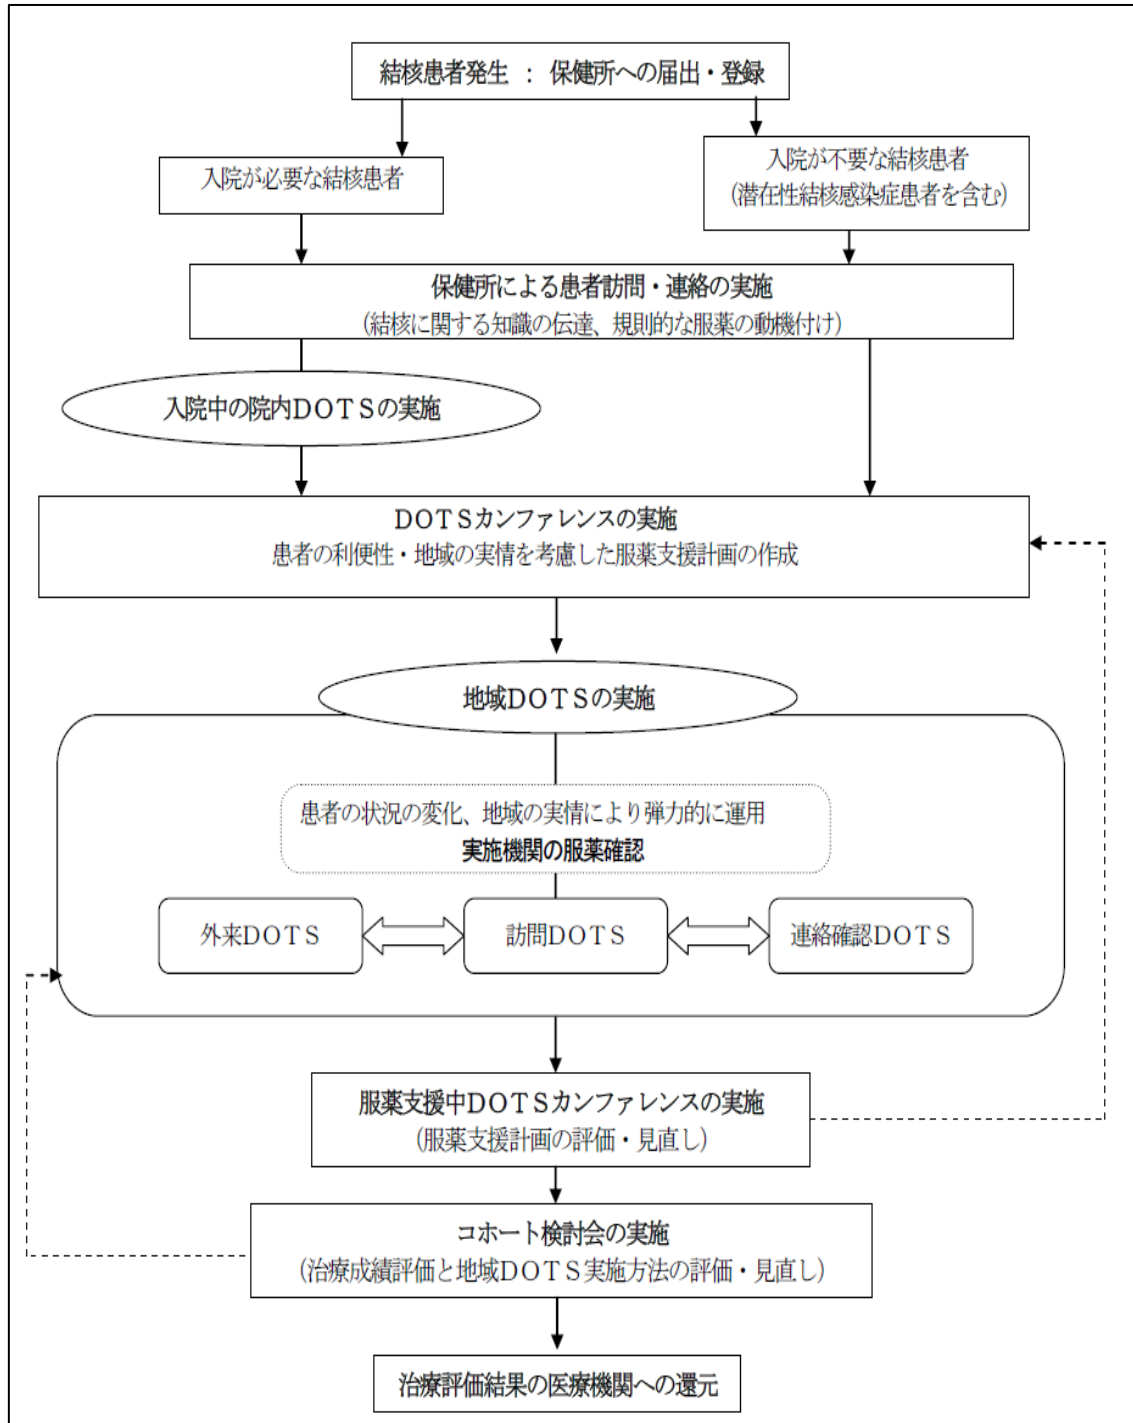 結核患者発生 ： 保健所への届出・登録
入院が必要な結核患者
入院が不要な結核患者
（潜在性結核感染症患者を含む）
保健所による患者訪問・連絡の実施
（結核に関する知識の伝達、規則的な服薬の動機付け）
入院中の院内ＤＯＴＳの実施
ＤＯＴＳカンファレンスの実施
患者の利便性・地域の実情を考慮した服薬支援計画の作成
地域ＤＯＴＳの実施
患者の状況の変化、地域の実情により弾力的に運用
実施機関の服薬確認
外来ＤＯＴＳ
訪問ＤＯＴＳ
連絡確認ＤＯＴＳ
服薬支援中ＤＯＴＳカンファレンスの実施
（服薬支援計画の評価・見直し）
コホート検討会の実施
（治療成績評価と地域ＤＯＴＳ実施方法の評価・見直し）
治療評価結果の医療機関への還元